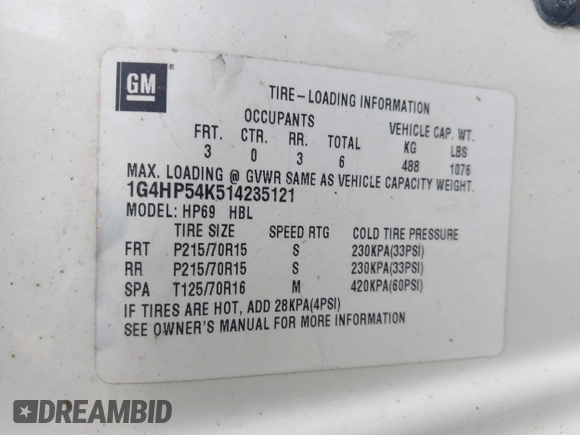 GM ®
TIRE-LOADING INFORMATION
OCCUPANTS VEHICLE CAP. WT.
FRT. CTR. RR. TOTAL KG LBS
3 0 3 6 488 1076
MAX. LOADING @ GVWR SAME AS VEHICLE CAPACITY WEIGHT.
1G4HP54K514235121
MODEL: HP69 HBL
TIRE SIZE SPEED RTG COLD TIRE PRESSURE
FRT P215/70R15 S 230KPA(33PSI)
RR P215/70R15 S 230KPA(33PSI)
SPA T125/70R16 M 420KPA(60PSI)
IF TIRES ARE HOT, ADD 28KPA(4PSI)
SEE OWNER'S MANUAL FOR MORE INFORMATION
DREAMBID